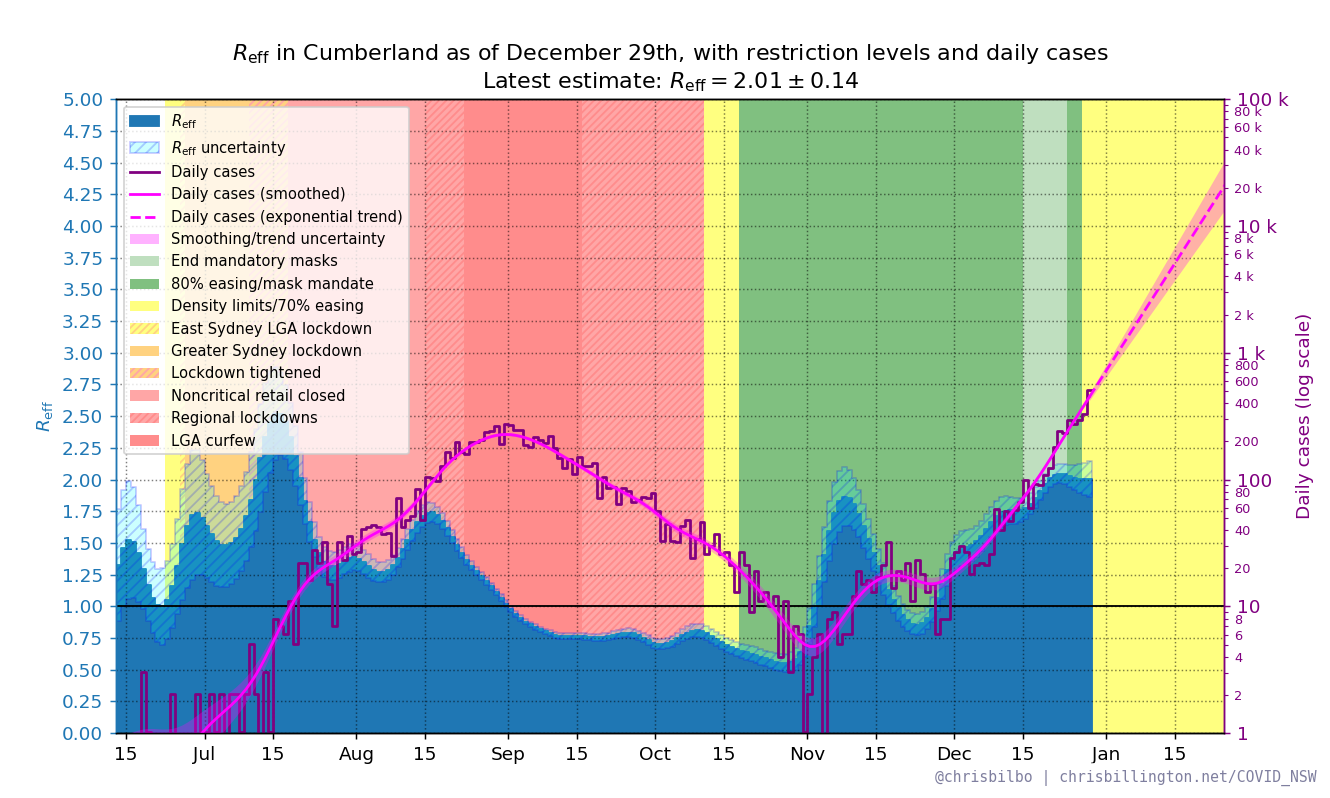 Reff in Cumberland as of December 29th, with restriction levels and daily cases
Latest estimate: Reff = 2.01 ± 0.14
5.00
4.75
4.50
4.25
4.00
3.75
3.50
3.25
3.00
2.75
2.50
2.25
2.00
1.75
1.50
1.25
1.00
0.75
0.50
0.25
0.00
Reff
Reff
Reff uncertainty
Daily cases
Daily cases (smoothed)
Daily cases (exponential trend)
Smoothing/trend uncertainty
End mandatory masks
80% easing/mask mandate
Density limits/70% easing
East Sydney LGA lockdown
Greater Sydney lockdown
Lockdown tightened
Noncritical retail closed
Regional lockdowns
LGA curfew
100 k
80 k
60 k
40 k
20 k
10 k
8 k
6 k
4 k
2 k
1 k
800
600
400
200
100
80
60
40
20
10
8
6
4
2
1
Daily cases (log scale)
15 Jul 15 Aug 15 Sep 15 Oct 15 Nov 15 Dec 15 Jan 15
@chrisbilbo | chrisbillington.net/COVID_NSW